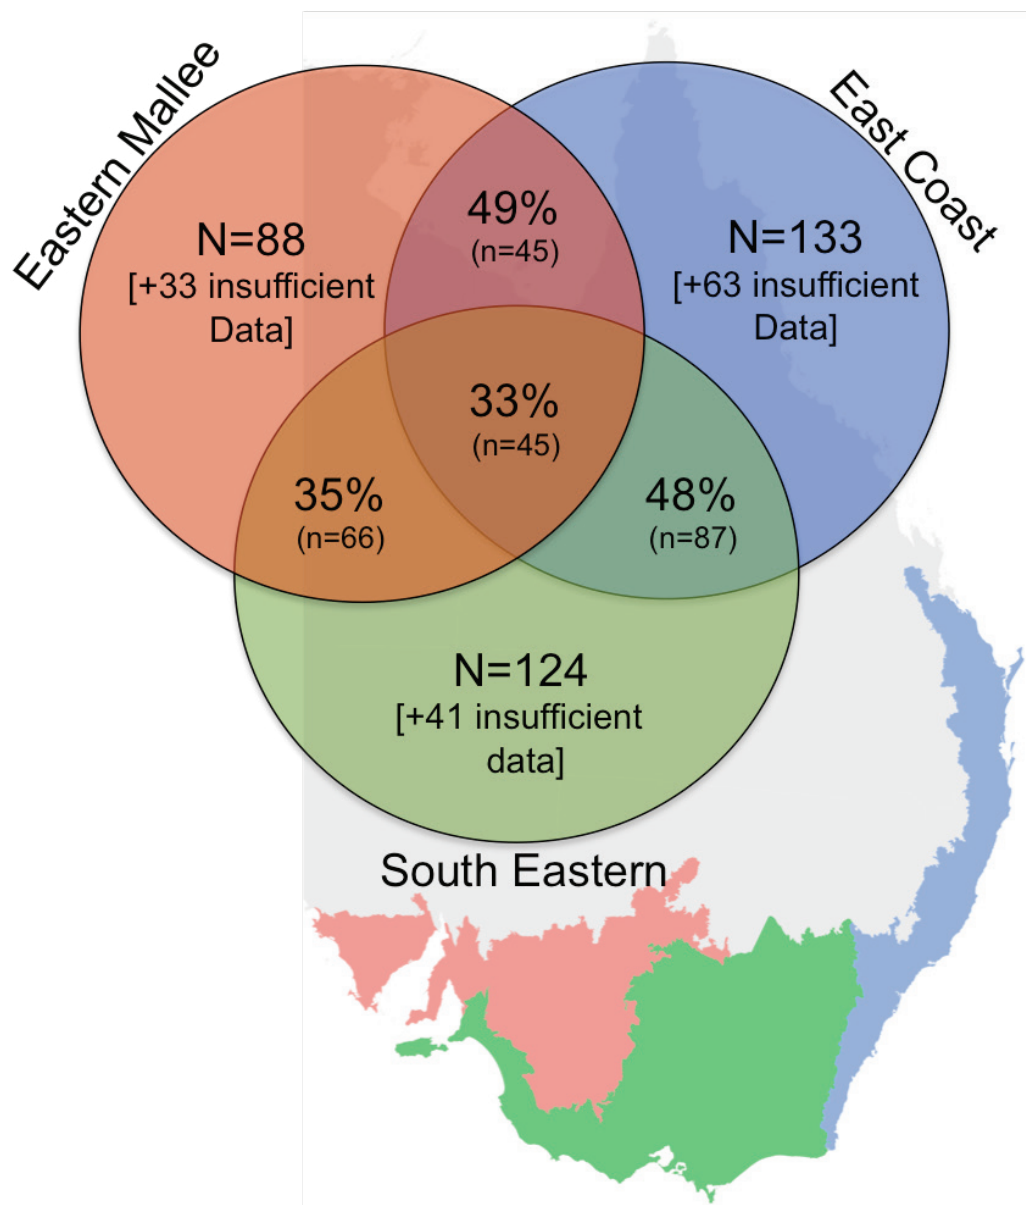 Eastern Mallee
East Coast
49%
(n=45)
N=88
[+33 insufficient
Data]
N=133
[+63 insufficient
Data]
33%
(n=45)
35%
(n=66)
48%
(n=87)
N=124
[+41 insufficient
data]
South Eastern